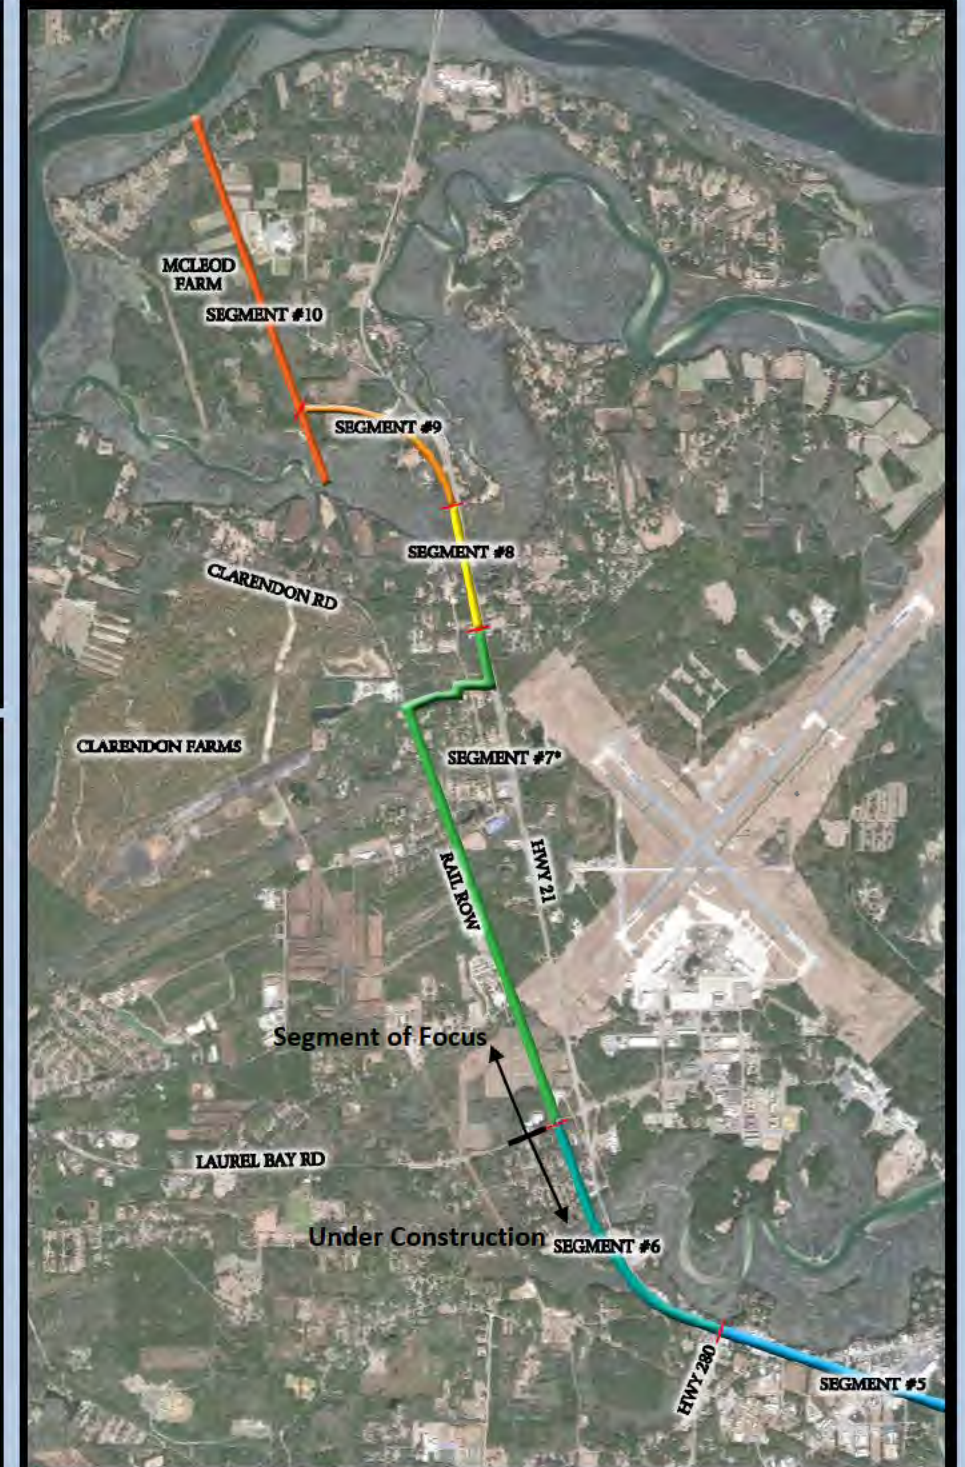 MCLEOD
FARM
SEGMENT #10
SEGMENT #9
SEGMENT #8
CLARENDON RD
CLARENDON FARMS
SEGMENT #7*
HWY 21
RAIL ROW
Segment of Focus
LAUREL BAY RD
Under Construction
SEGMENT #6
HWY 280
SEGMENT #5